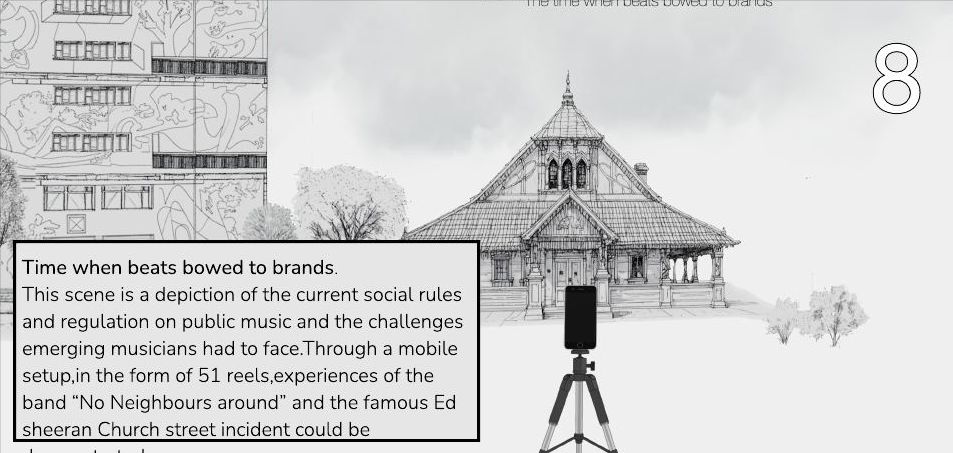 The time when beats bowed to brands
8
Time when beats bowed to brands.
This scene is a depiction of the current social rules
and regulation on public music and the challenges
emerging musicians had to face.Through a mobile
setup,in the form of 51 reels,experiences of the
band “No Neighbours around” and the famous Ed
sheeran Church street incident could be